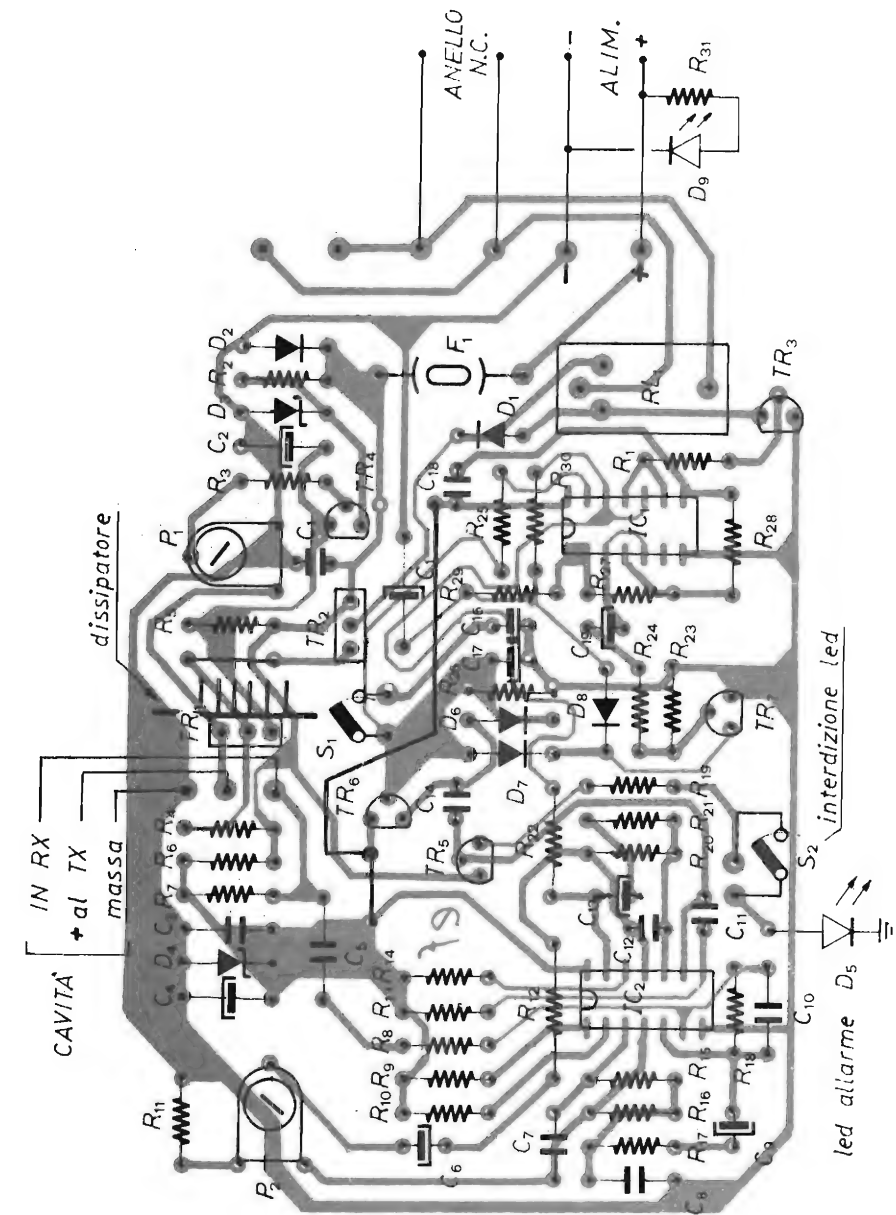 CAVITA'
IN RX
+ al TX
massa
dissipatore
ANELLO
N.C.
-
ALIM.
+
R31
D9
-
+
R11
P2
C4
D4
C3
R7
R6
R4
TR1
R5
P1
R3
C2
D
R2
D2
C1
TR4
TR2
S1
F1
C5
R14
R8
R9
R10
C6
TR6
TR5
C14
D6
D7
C17
C16
R29
C18
R25
R30
D1
RL1
TR3
R1
IC1
R27
R28
C19
R24
R23
D8
TR7
R22
R19
R21
R20
S2
interdizione led
C13
C12
C11
R12
IC2
C7
R15
R16
R17
R18
C8
C9
C10
led allarme D5